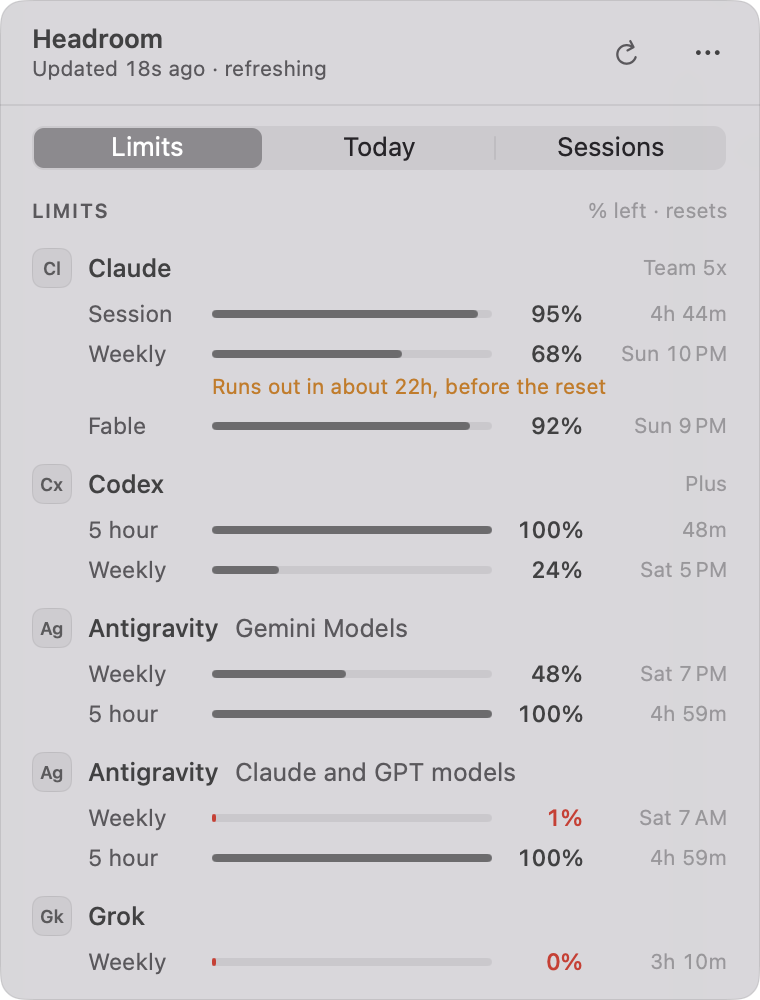 Headroom
Updated 18s ago · refreshing
Limits Today Sessions
LIMITS % left · resets
Cl Claude Team 5x
Session 95% 4h 44m
Weekly 68% Sun 10 PM
Runs out in about 22h, before the reset
Fable 92% Sun 9 PM
Cx Codex Plus
5 hour 100% 48m
Weekly 24% Sat 5 PM
Ag Antigravity Gemini Models
Weekly 48% Sat 7 PM
5 hour 100% 4h 59m
Ag Antigravity Claude and GPT models
Weekly 1% Sat 7 AM
5 hour 100% 4h 59m
Gk Grok
Weekly 0% 3h 10m